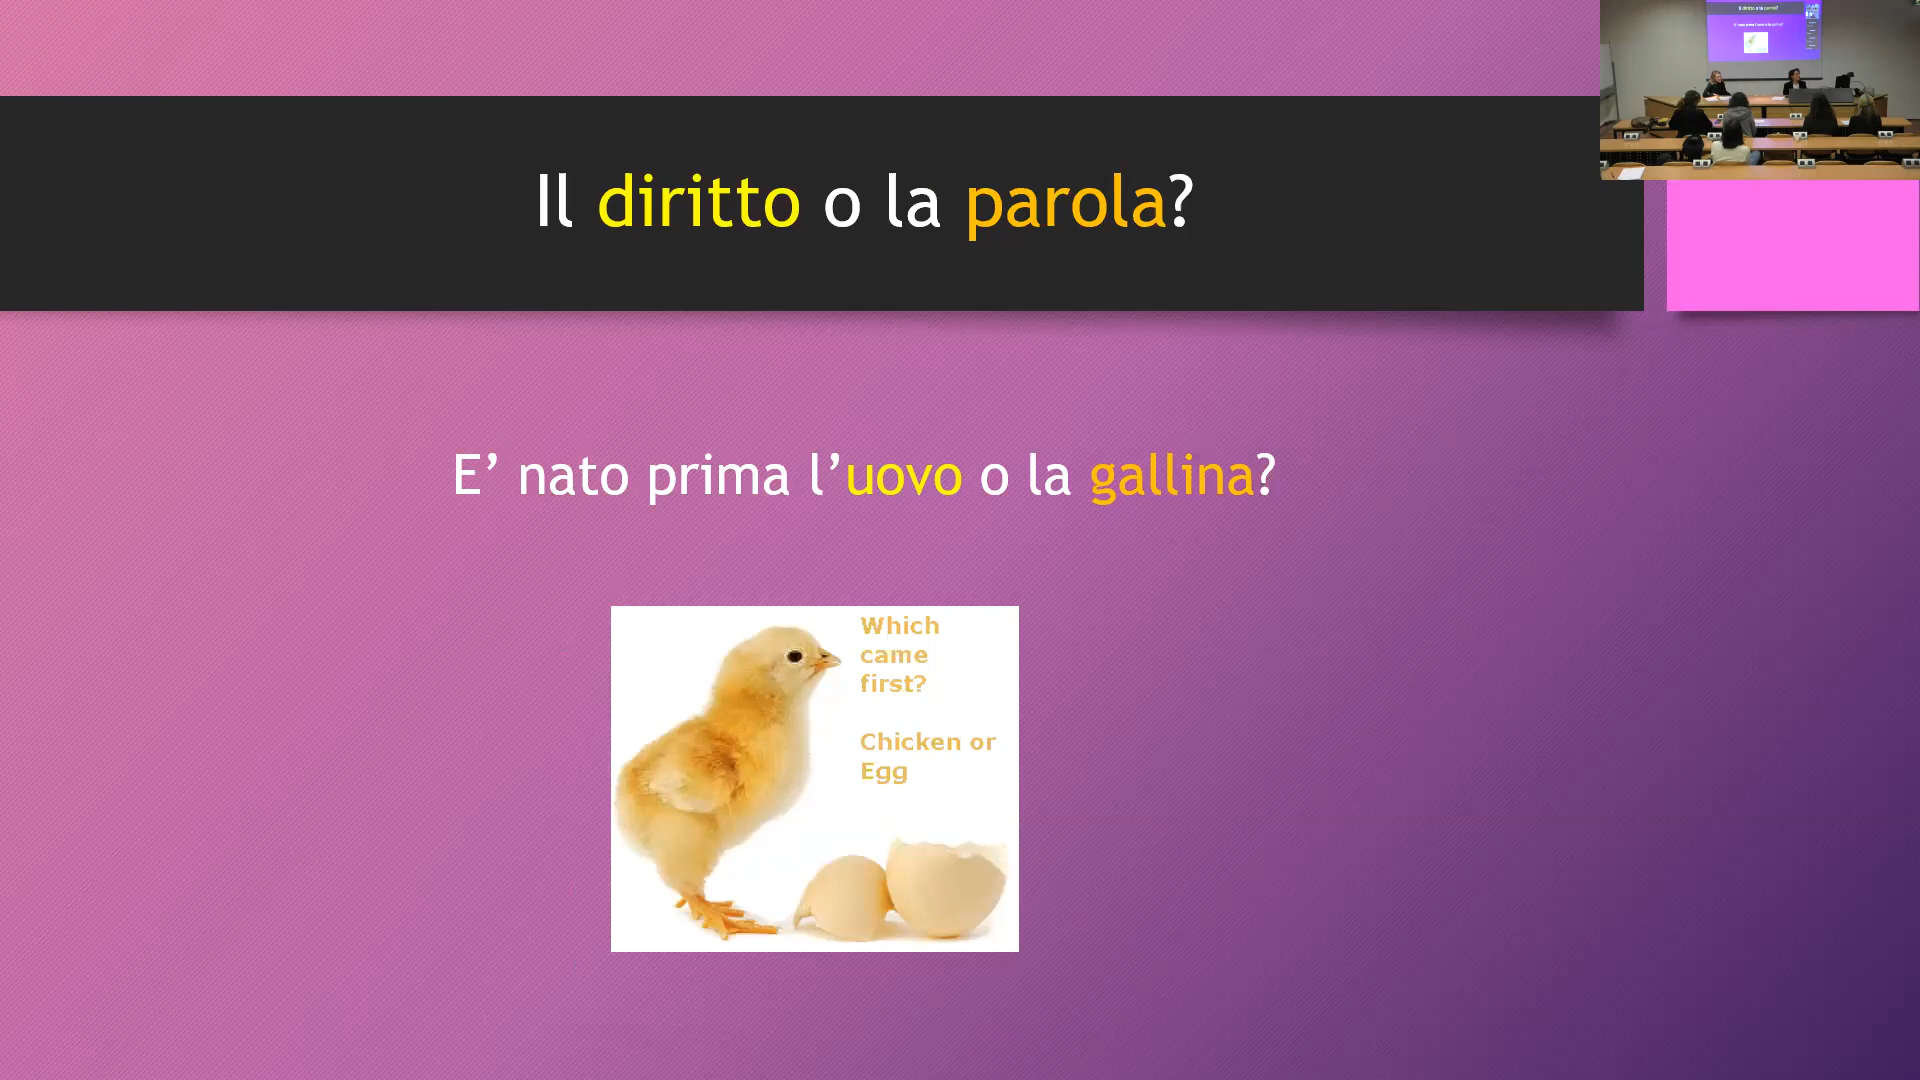 Il diritto o la parola?
E’ nato prima l’uovo o la gallina?
Which
came
first?
Chicken or
Egg